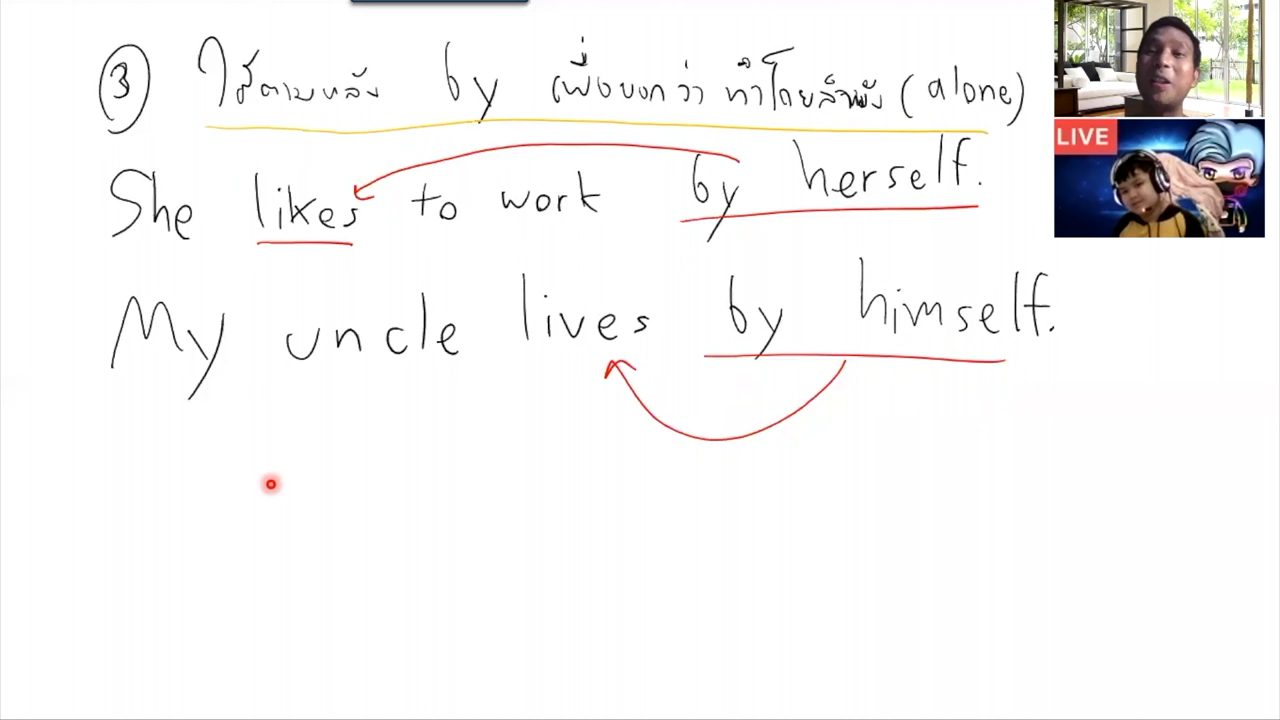 ③ ใช้ตามหลัง by เพื่อบอกว่า ทำโดยลำพัง (alone)
She likes to work by herself.
My uncle lives by himself.
LIVE